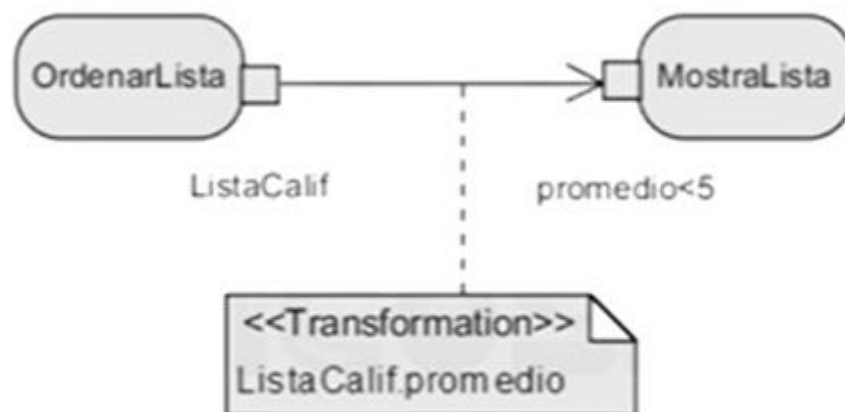 OrdenarLista
MostraLista
ListaCalif
promedio<5
<<Transformation>>
ListaCalif.promedio